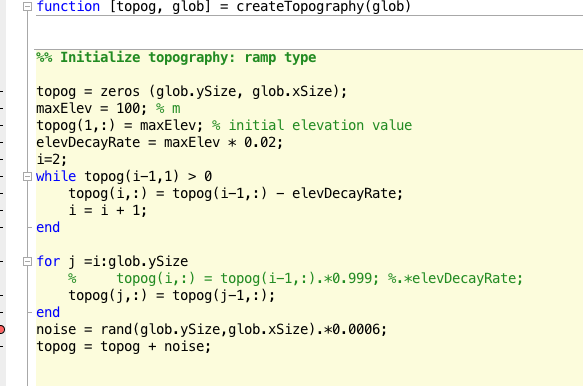 function [topog, glob] = createTopography(glob)
%% Initialize topography: ramp type
topog = zeros (glob.ySize, glob.xSize);
maxElev = 100; % m
topog(1,:) = maxElev; % initial elevation value
elevDecayRate = maxElev * 0.02;
i=2;
while topog(i-1,1) > 0
    topog(i,:) = topog(i-1,:) - elevDecayRate;
    i = i + 1;
end
for j =i:glob.ySize
    %     topog(i,:) = topog(i-1,:).*0.999; %.*elevDecayRate;
    topog(j,:) = topog(j-1,:);
end
noise = rand(glob.ySize,glob.xSize).*0.0006;
topog = topog + noise;